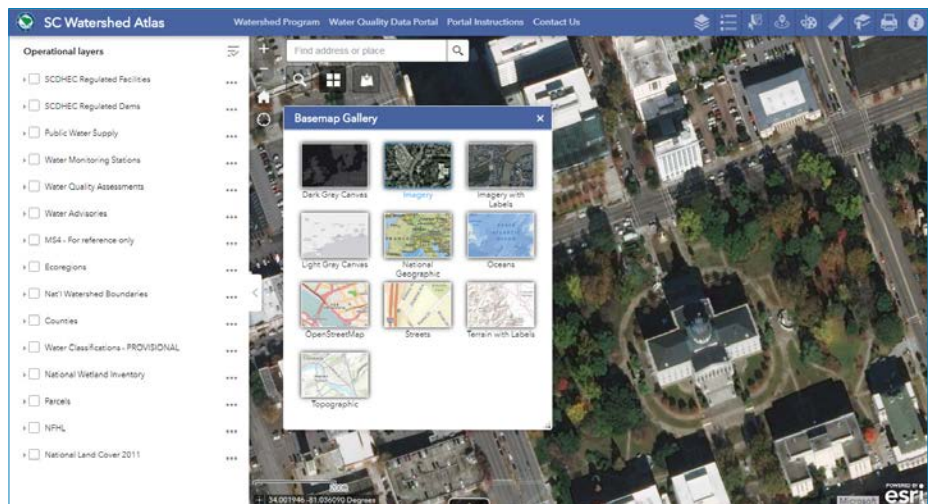 SC Watershed Atlas
Watershed Program Water Quality Data Portal Portal Instructions Contact Us
Operational layers
SCDHEC Regulated Facilities
SCDHEC Regulated Dams
Public Water Supply
Water Monitoring Stations
Water Quality Assessments
Water Advisories
MS4 - For reference only
Ecoregions
Nat'l Watershed Boundaries
Counties
Water Classifications - PROVISIONAL
National Wetland Inventory
Parcels
NFHL
National Land Cover 2011
Find address or place
Basemap Gallery
Dark Gray Canvas
Imagery
Imagery with
Labels
Light Gray Canvas
National
Geographic
Oceans
OpenStreetMap
Streets
Terrain with Labels
Topographic
34.001946 -81.036090 Degrees
POWERED BY
esri